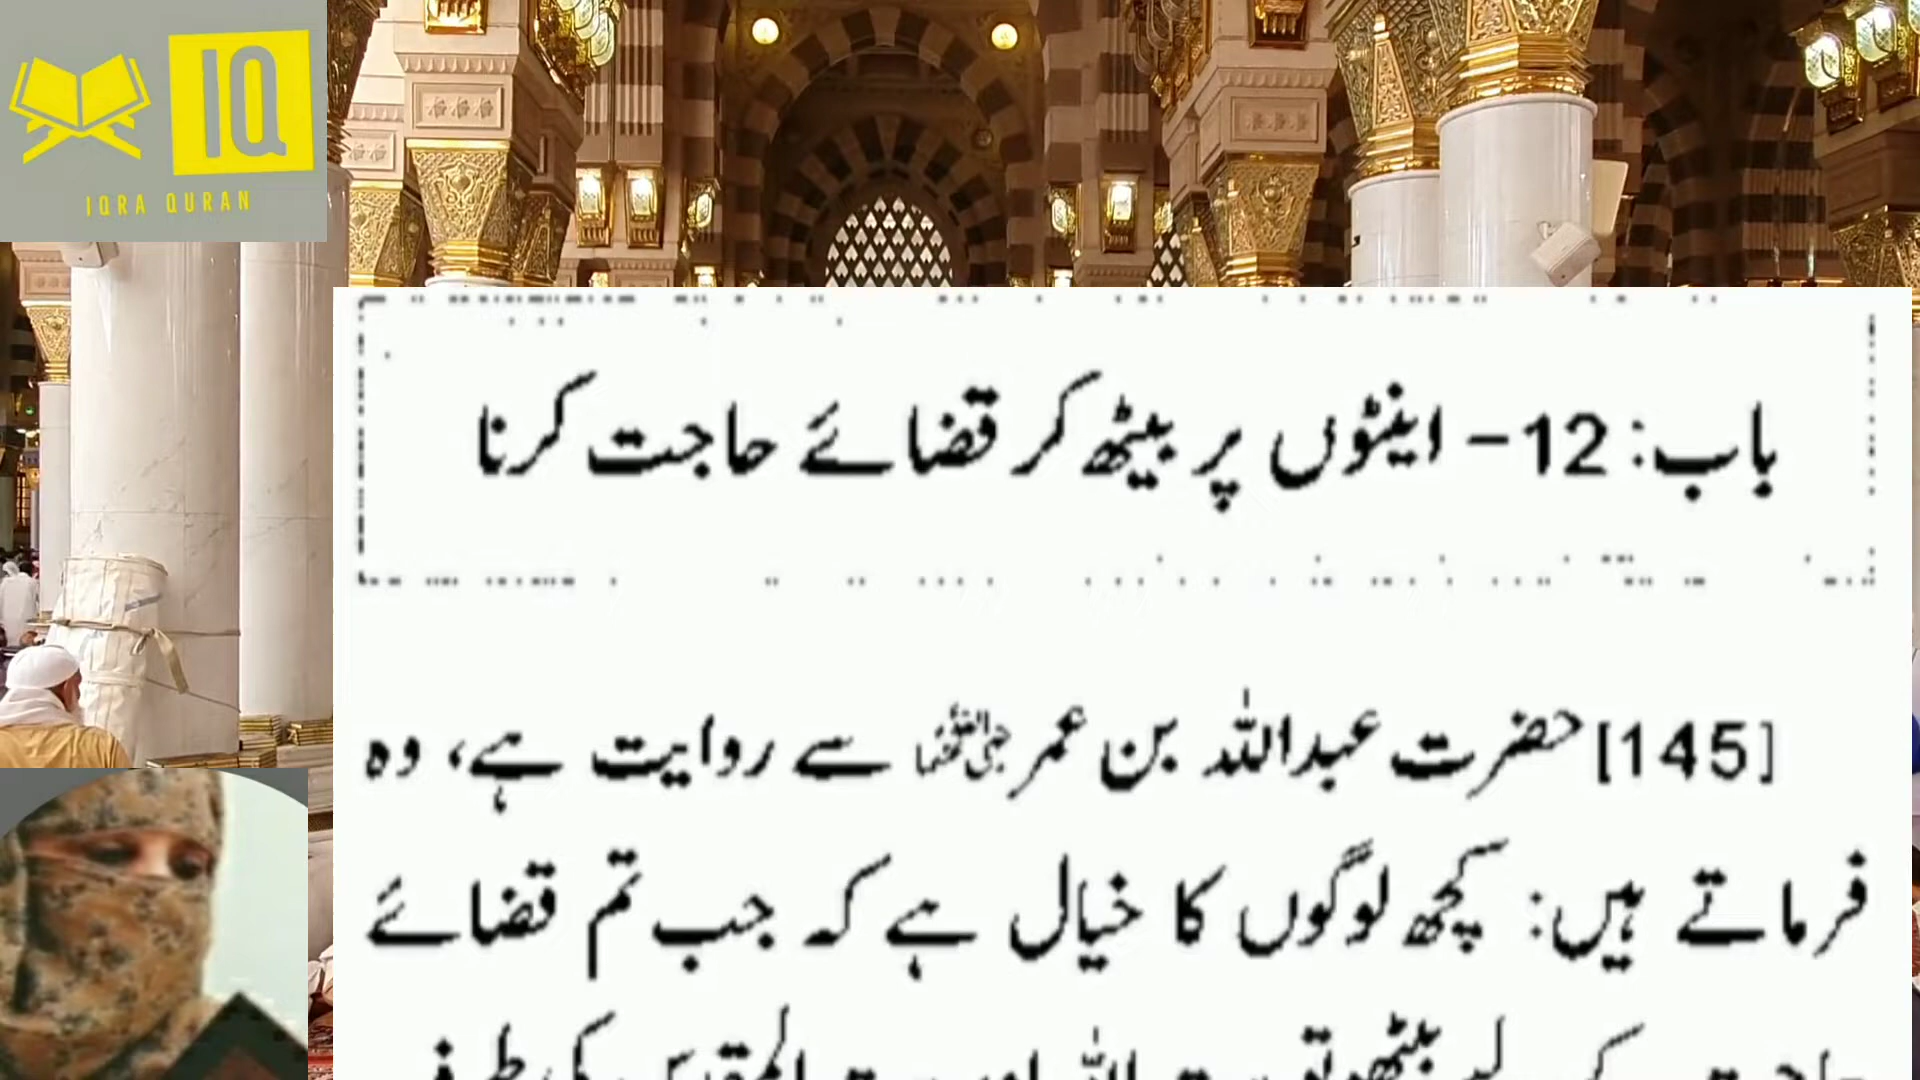 IQ
IQRA QURAN
باب: 12- اینٹوں پر بیٹھ کر قضائے حاجت کرنا
[145] حضرت عبداللہ بن عمر رضی اللہ عنہما سے روایت ہے، وہ
فرماتے ہیں: کچھ لوگوں کا خیال ہے کہ جب تم قضائے